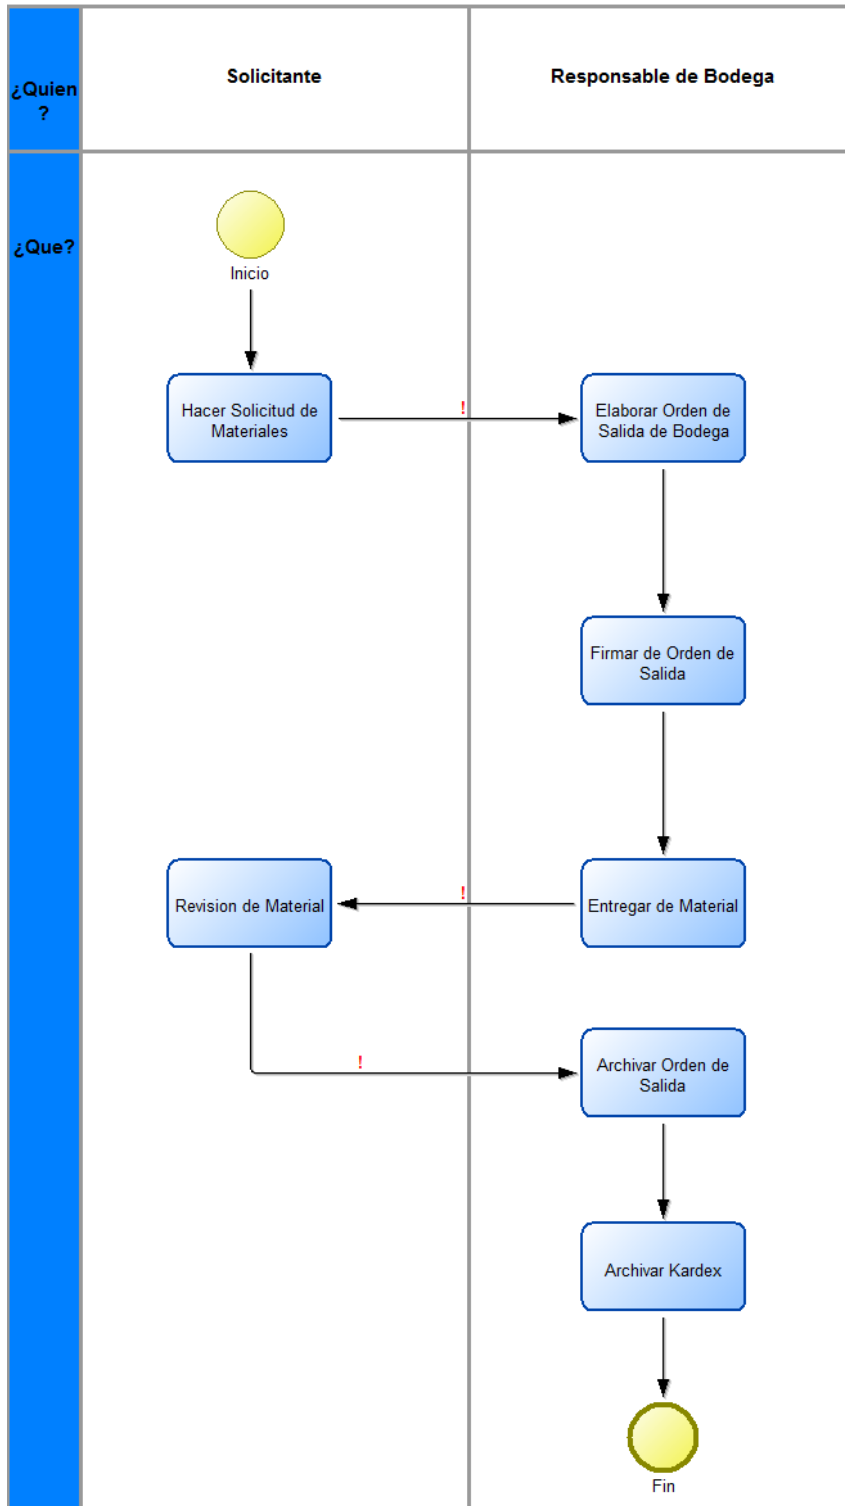 ¿Quien
?
Solicitante
Responsable de Bodega
¿Que?
Inicio
Hacer Solicitud de
Materiales
!
Elaborar Orden de
Salida de Bodega
Firmar de Orden de
Salida
Revision de Material
!
Entregar de Material
!
Archivar Orden de
Salida
Archivar Kardex
Fin